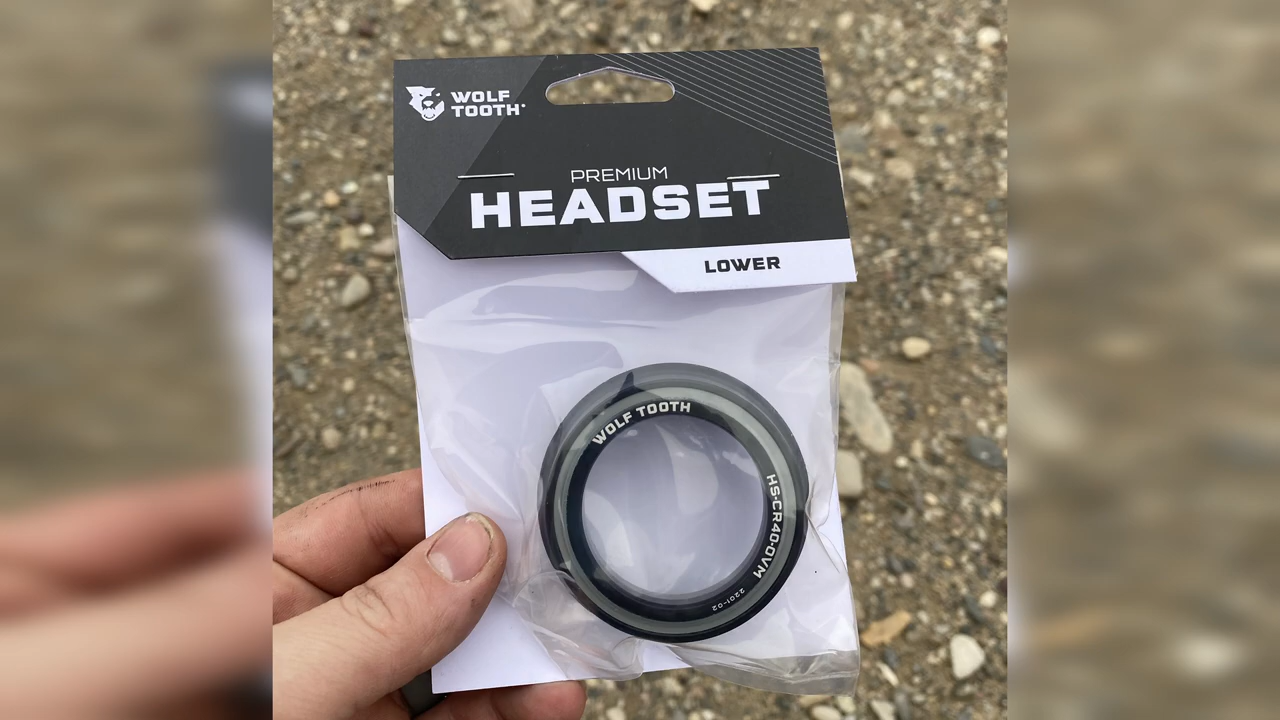 WOLF
TOOTH
PREMIUM
HEADSET
LOWER
WOLF TOOTH
HS-CR40-OVM
2201-02